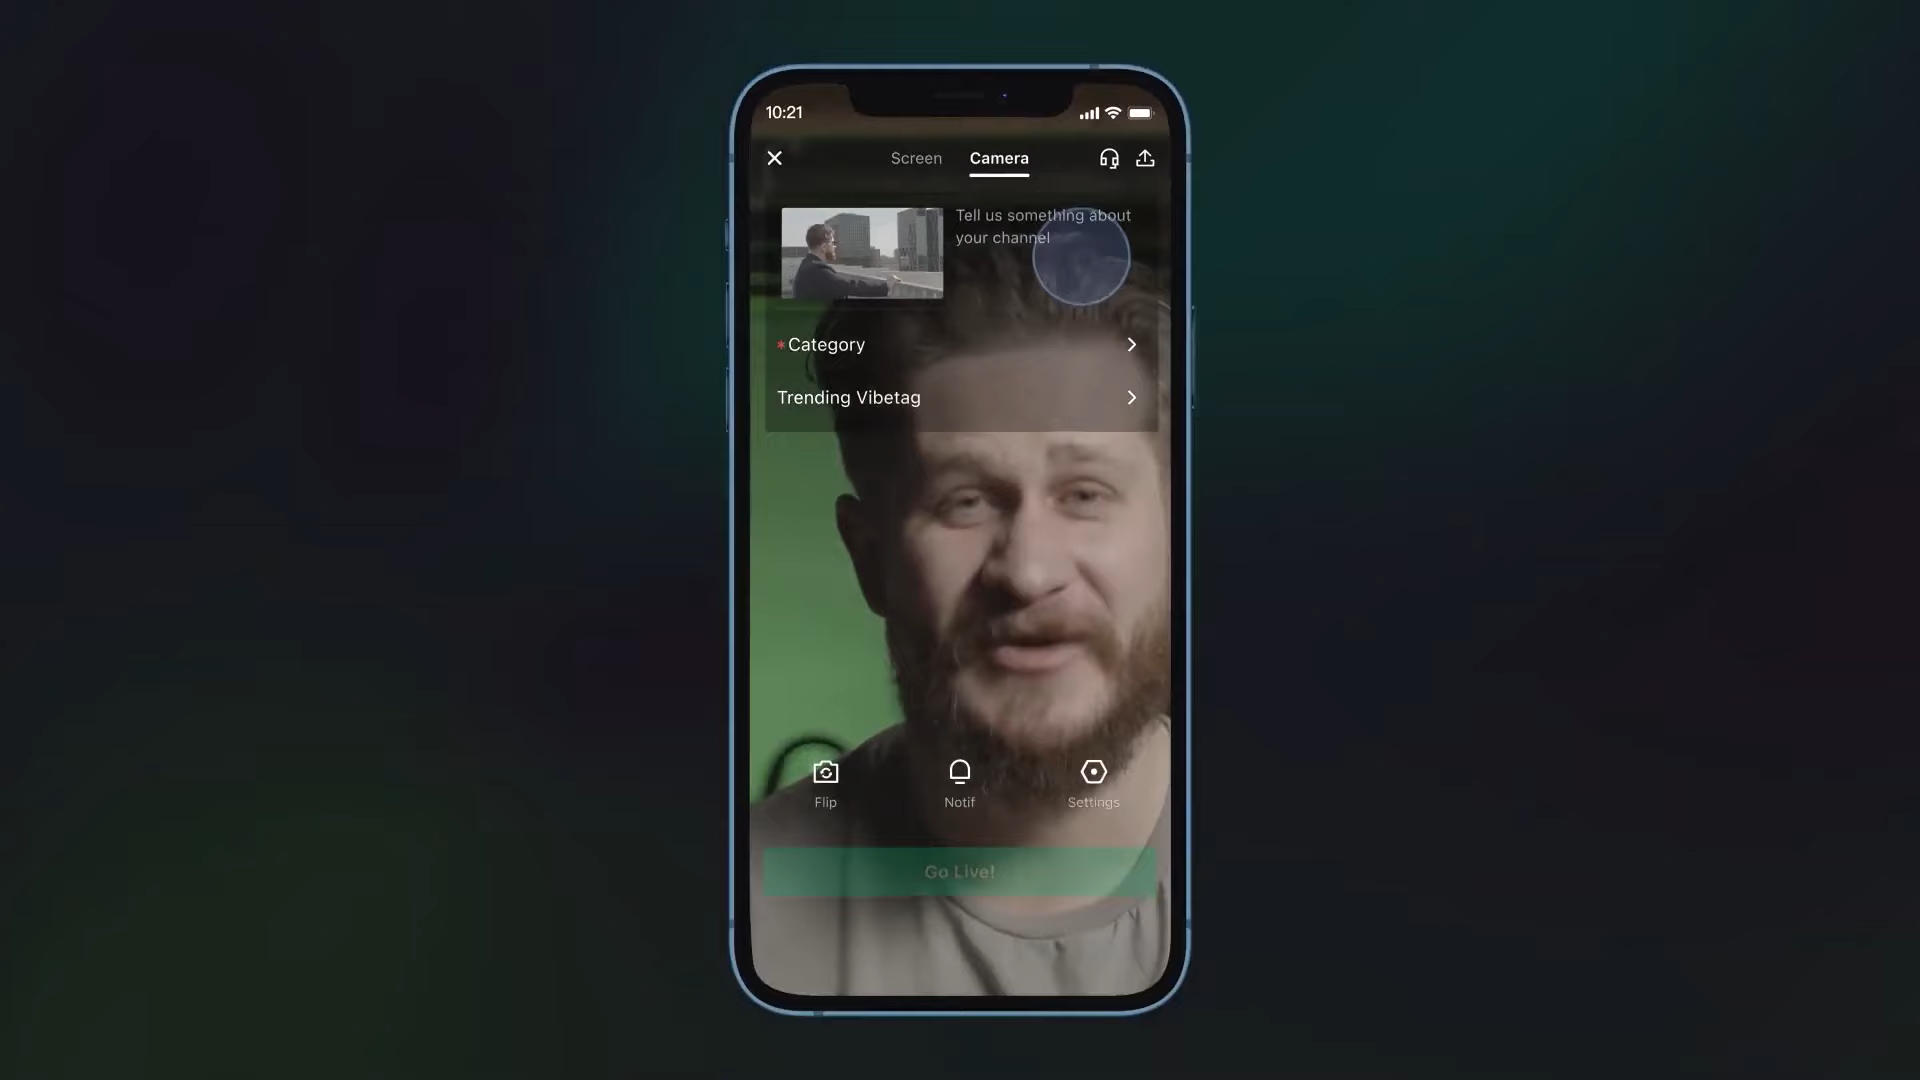 10:21
Screen
Camera
Tell us something about
your channel
*Category
Trending Vibetag
Flip
Notif
Settings
Go Live!